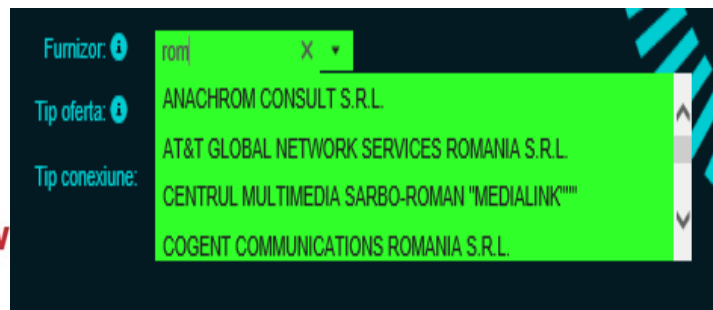 Furnizor:
rom
ANACHROM CONSULT S.R.L.
Tip oferta:
AT&T GLOBAL NETWORK SERVICES ROMANIA S.R.L.
Tip conexiune:
CENTRUL MULTIMEDIA SARBO-ROMAN "MEDIALINK"""
COGENT COMMUNICATIONS ROMANIA S.R.L.